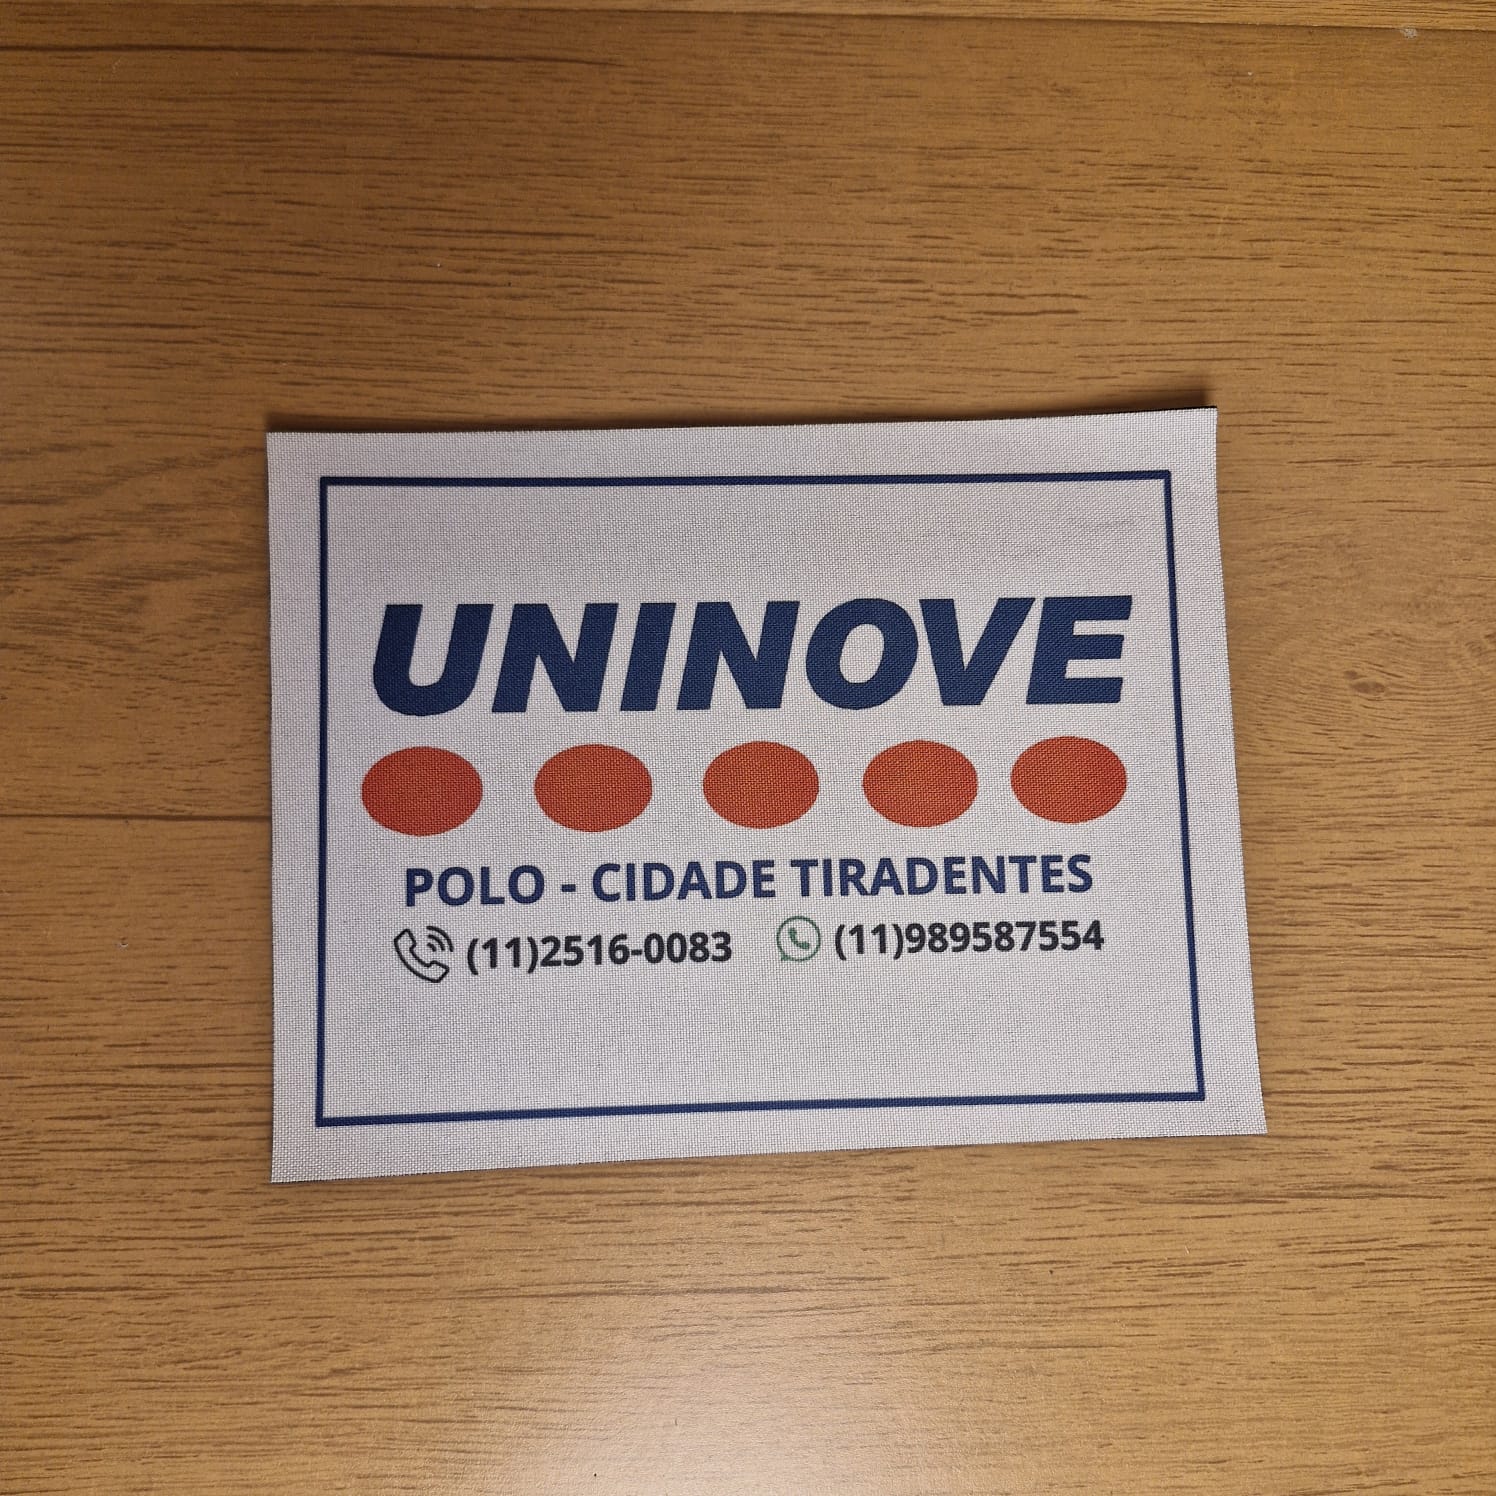 UNINOVE
POLO - CIDADE TIRADENTES
(11)2516-0083 (11)989587554